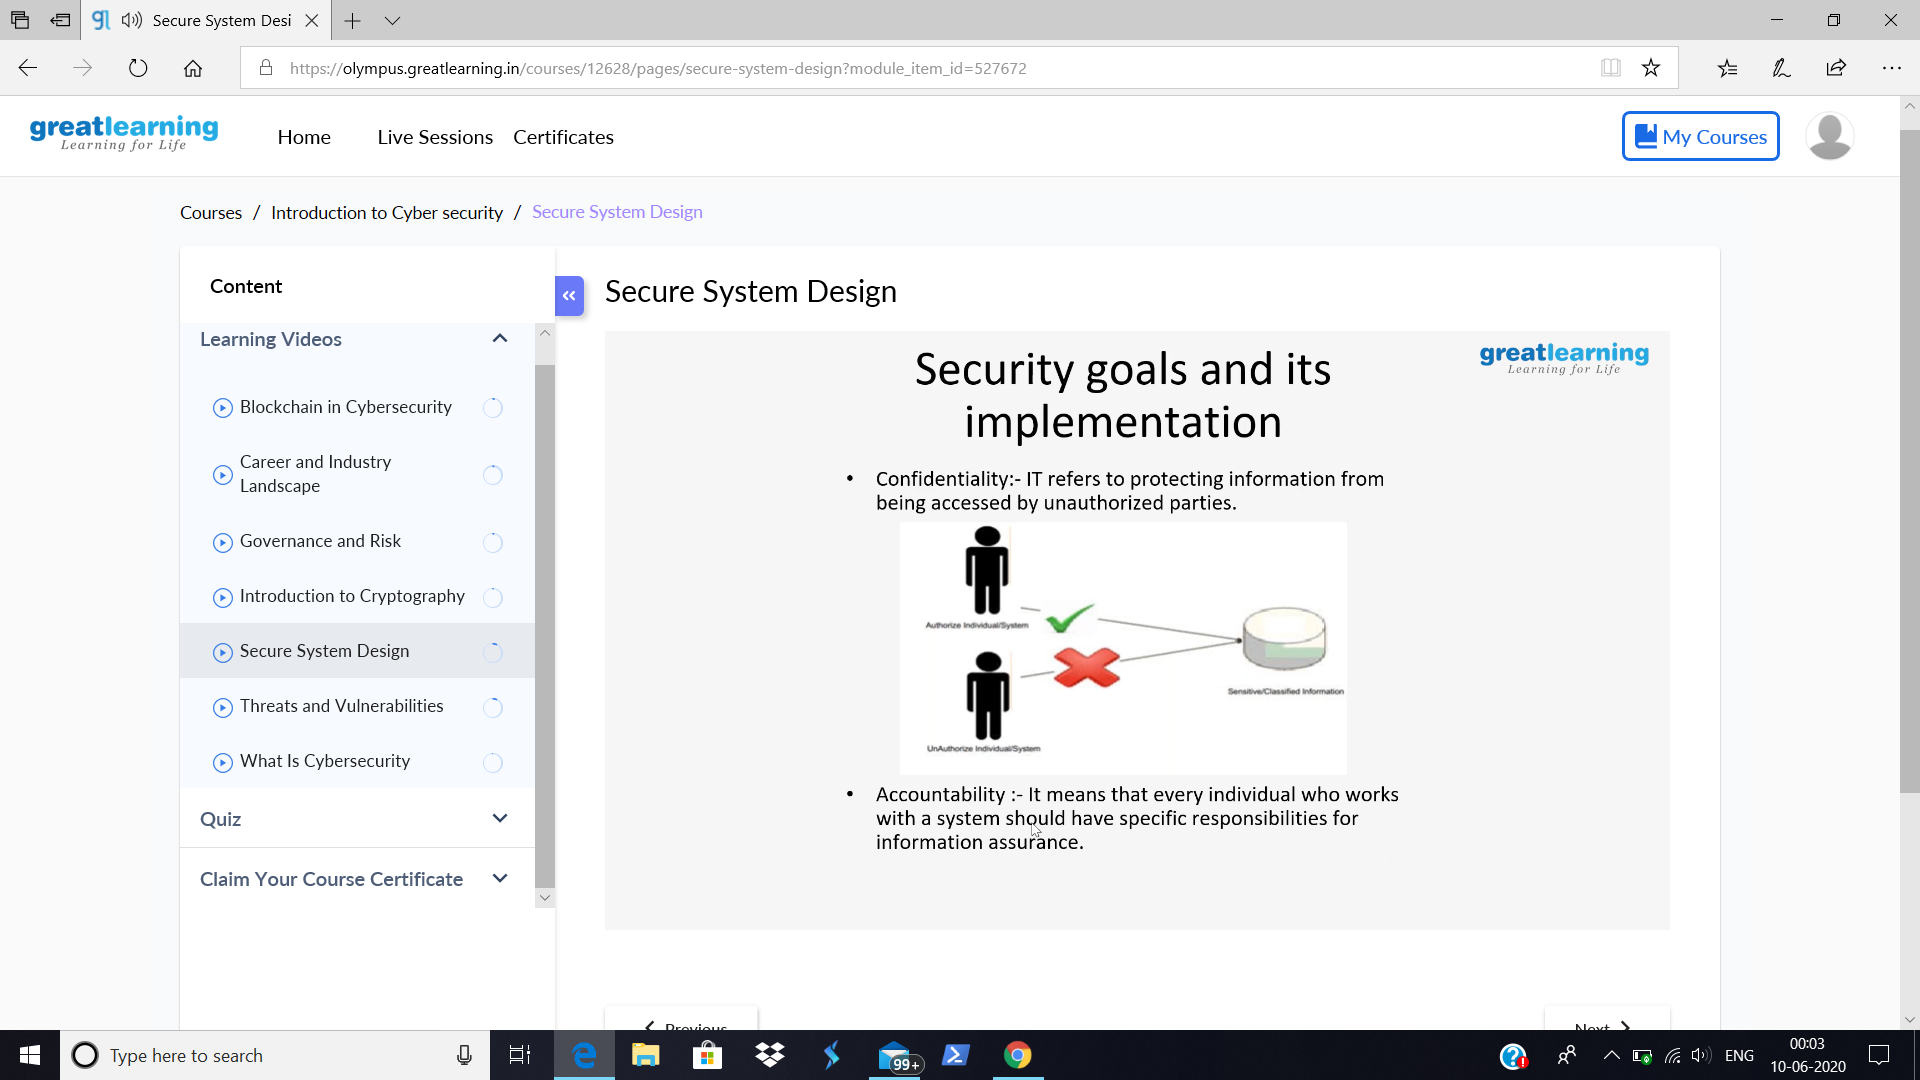 Secure System Desi
https://olympus.greatlearning.in/courses/12628/pages/secure-system-design?module_item_id=527672
greatlearning
Learning for Life
Home
Live Sessions
Certificates
My Courses
Courses / Introduction to Cyber security / Secure System Design
Content
Learning Videos
Blockchain in Cybersecurity
Career and Industry
Landscape
Governance and Risk
Introduction to Cryptography
Secure System Design
Threats and Vulnerabilities
What Is Cybersecurity
Quiz
Claim Your Course Certificate
Secure System Design
greatlearning
Learning for Life
Security goals and its
implementation
• Confidentiality:- IT refers to protecting information from
being accessed by unauthorized parties.
Authorize Individual/System
Sensitive/Classified Information
UnAuthorize Individual/System
• Accountability :- It means that every individual who works
with a system should have specific responsibilities for
information assurance.
Previous
Next
Type here to search
99+
ENG
00:03
10-06-2020